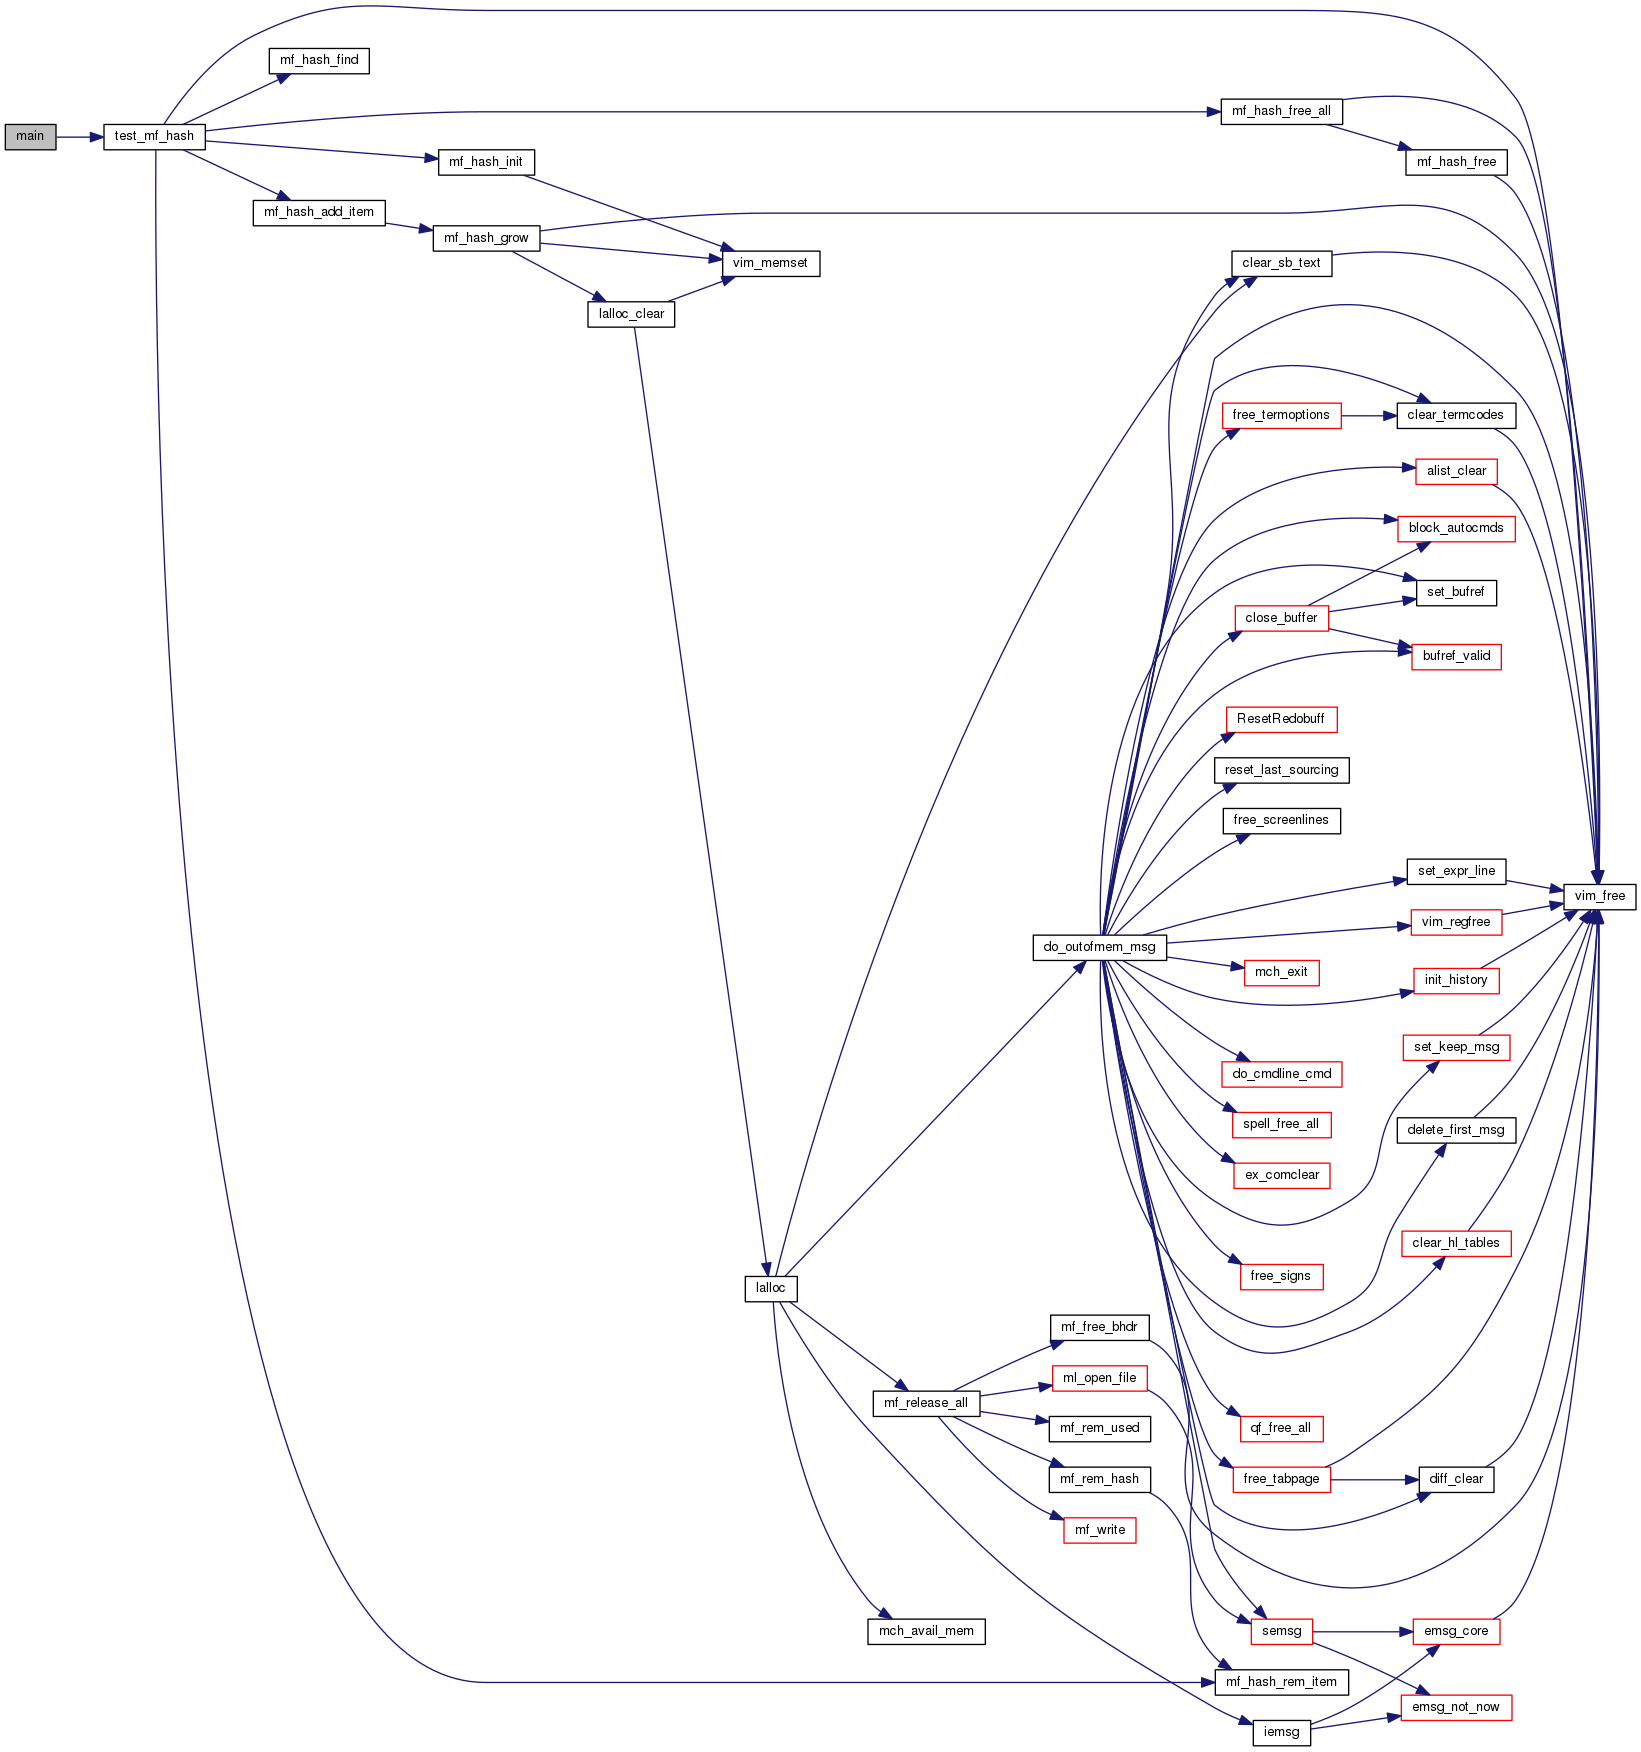 main
test_mf_hash
mf_hash_find
mf_hash_init
mf_hash_add_item
mf_hash_grow
lalloc_clear
vim_memset
mf_hash_free_all
mf_hash_free
clear_sb_text
free_termoptions
clear_termcodes
alist_clear
block_autocmds
set_bufref
close_buffer
bufref_valid
ResetRedobuff
reset_last_sourcing
free_screenlines
set_expr_line
vim_free
vim_regfree
do_outofmem_msg
mch_exit
init_history
set_keep_msg
do_cmdline_cmd
spell_free_all
delete_first_msg
ex_comclear
clear_hl_tables
free_signs
lalloc
mf_free_bhdr
ml_open_file
mf_release_all
mf_rem_used
qf_free_all
mf_rem_hash
free_tabpage
diff_clear
mf_write
mch_avail_mem
semsg
emsg_core
mf_hash_rem_item
emsg_not_now
iemsg